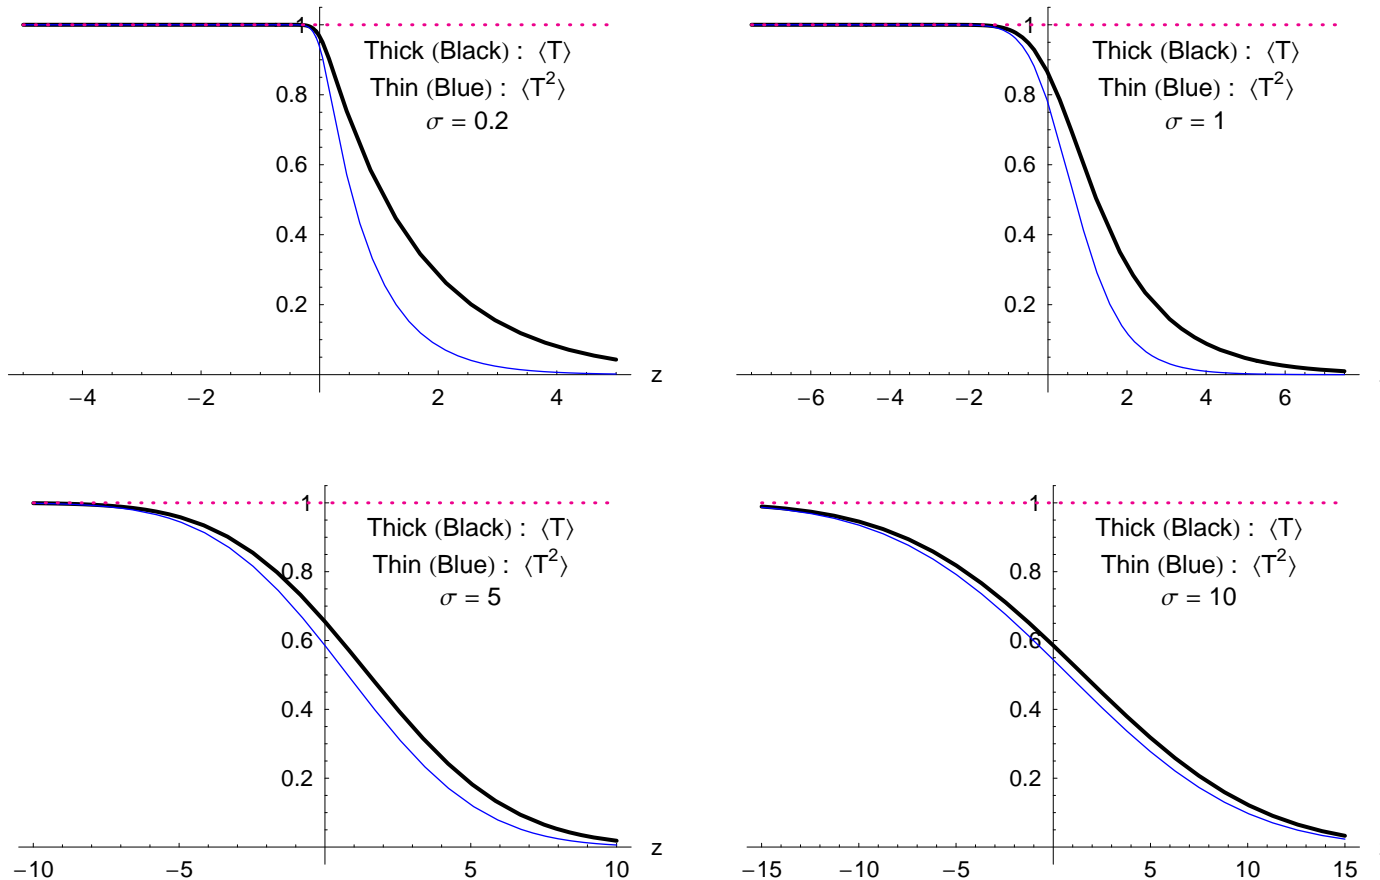 1
Thick (Black) : ⟨T⟩
Thin (Blue) : ⟨T²⟩
σ = 0.2
0.8
0.6
0.4
0.2
−4 −2 2 4 z
1
Thick (Black) : ⟨T⟩
Thin (Blue) : ⟨T²⟩
σ = 1
0.8
0.6
0.4
0.2
−6 −4 −2 2 4 6
1
Thick (Black) : ⟨T⟩
Thin (Blue) : ⟨T²⟩
σ = 5
0.8
0.6
0.4
0.2
−10 −5 5 10 z
1
Thick (Black) : ⟨T⟩
Thin (Blue) : ⟨T²⟩
σ = 10
0.8
0.6
0.4
0.2
−15 −10 −5 5 10 15